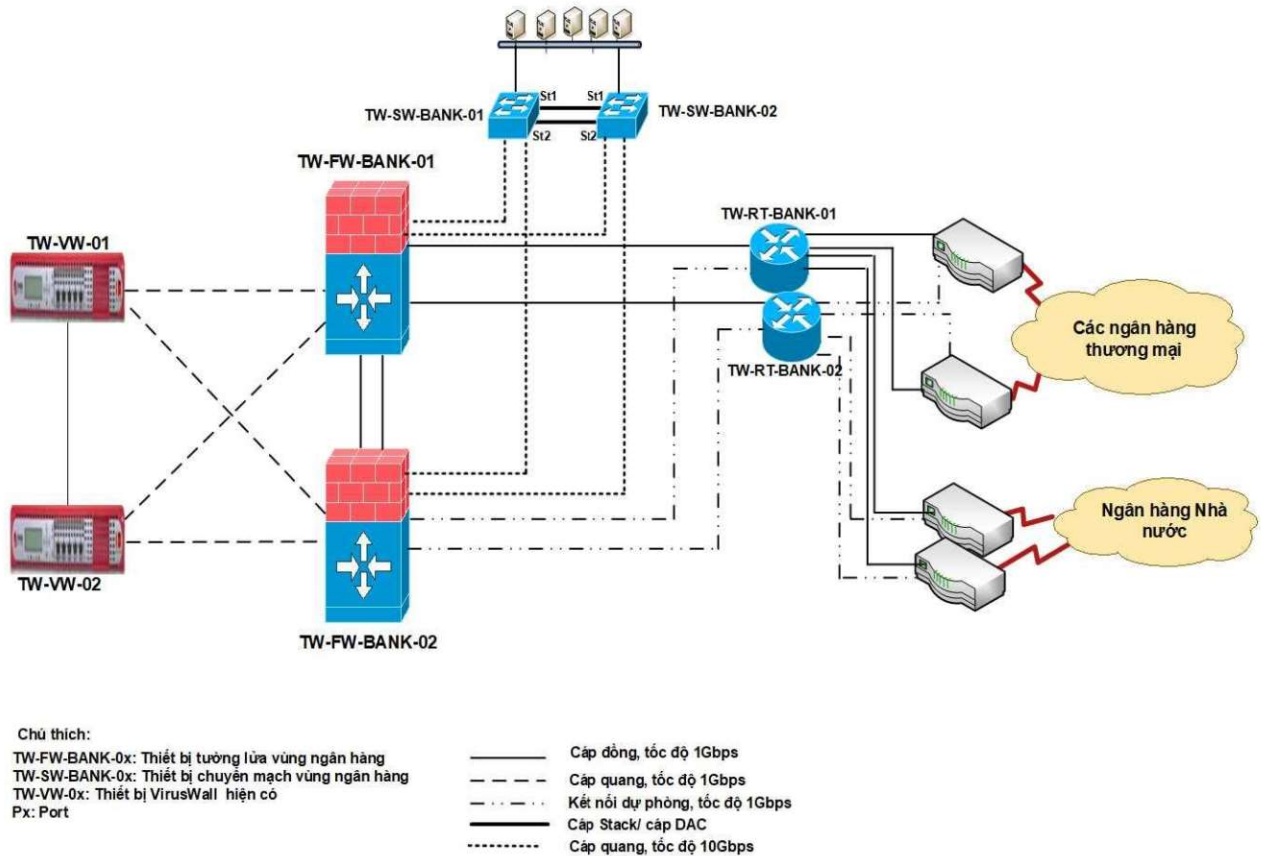 St1
St1
TW-SW-BANK-01
TW-SW-BANK-02
St2
St2
TW-FW-BANK-01
TW-RT-BANK-01
TW-VW-01
Các ngân hàng
thương mại
TW-RT-BANK-02
Ngân hàng Nhà
nước
TW-VW-02
TW-FW-BANK-02
Chú thích:
TW-FW-BANK-0x: Thiết bị tường lửa vùng ngân hàng
TW-SW-BANK-0x: Thiết bị chuyển mạch vùng ngân hàng
TW-VW-0x: Thiết bị VirusWall hiện có
Px: Port
Cáp đồng, tốc độ 1Gbps
Cáp quang, tốc độ 1Gbps
Kết nối dự phòng, tốc độ 1Gbps
Cáp Stack/ cáp DAC
Cáp quang, tốc độ 10Gbps